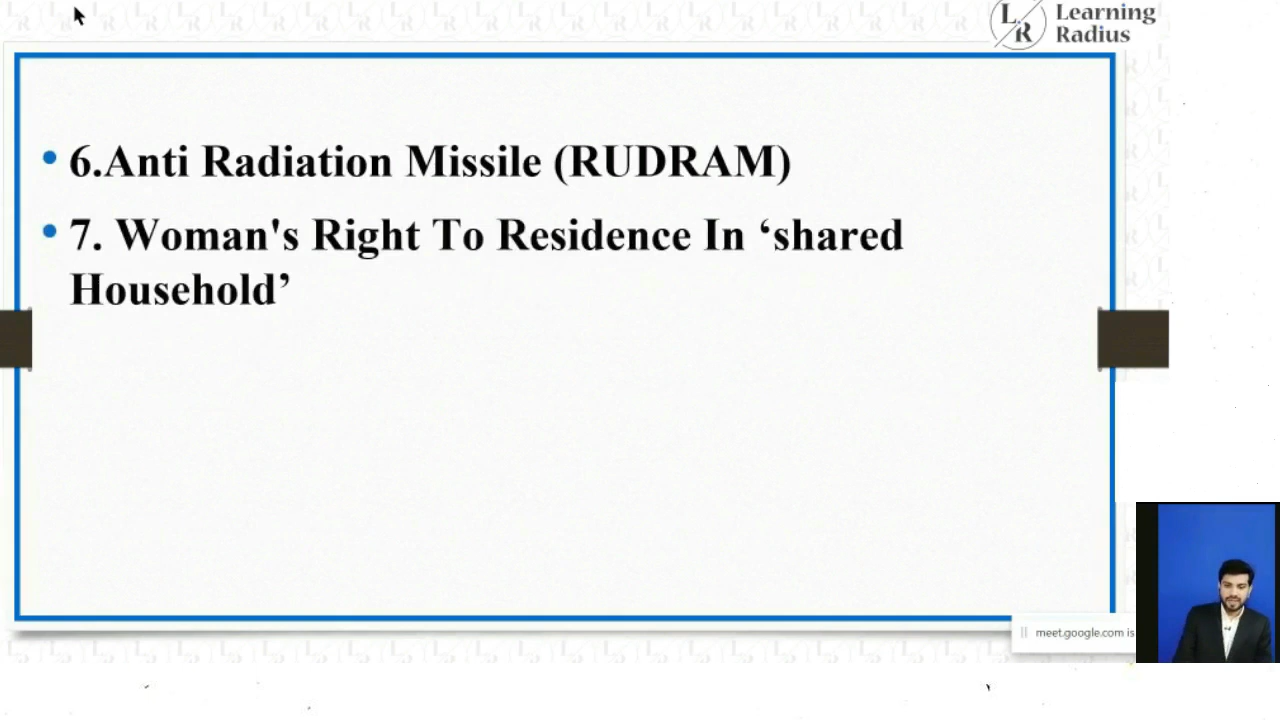 L
R
Learning
Radius
• 6.Anti Radiation Missile (RUDRAM)
• 7. Woman's Right To Residence In ‘shared
Household’
meet.google.com is